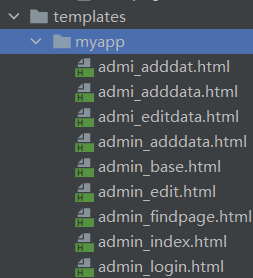 templates
myapp
admi_adddat.html
admi_adddata.html
admi_editdata.html
admin_adddata.html
admin_base.html
admin_edit.html
admin_findpage.html
admin_index.html
admin_login.html